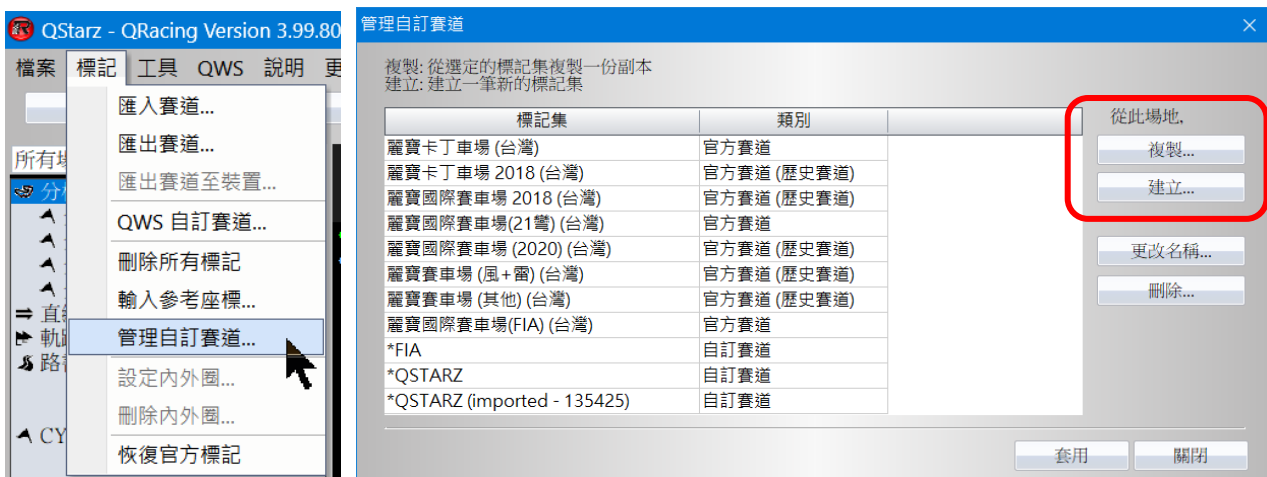 QStarz - QRacing Version 3.99.80
檔案 標記 工具 QWS 說明 更
匯入賽道...
匯出賽道...
匯出賽道至裝置...
QWS 自訂賽道...
刪除所有標記
輸入參考座標...
管理自訂賽道...
設定內外圈...
刪除內外圈...
恢復官方標記
所有
分
直
軌
路
CY
管理自訂賽道
複製: 從選定的標記集複製一份副本
建立: 建立一筆新的標記集
標記集 類別
麗寶卡丁車場 (台灣) 官方賽道
麗寶卡丁車場 2018 (台灣) 官方賽道 (歷史賽道)
麗寶國際賽車場 2018 (台灣) 官方賽道 (歷史賽道)
麗寶國際賽車場(21彎) (台灣) 官方賽道
麗寶國際賽車場 (2020) (台灣) 官方賽道 (歷史賽道)
麗寶賽車場 (風+雷) (台灣) 官方賽道 (歷史賽道)
麗寶賽車場 (其他) (台灣) 官方賽道 (歷史賽道)
麗寶國際賽車場(FIA) (台灣) 官方賽道
*FIA 自訂賽道
*QSTARZ 自訂賽道
*QSTARZ (imported - 135425) 自訂賽道
從此場地,
複製...
建立...
更改名稱...
刪除...
套用 關閉